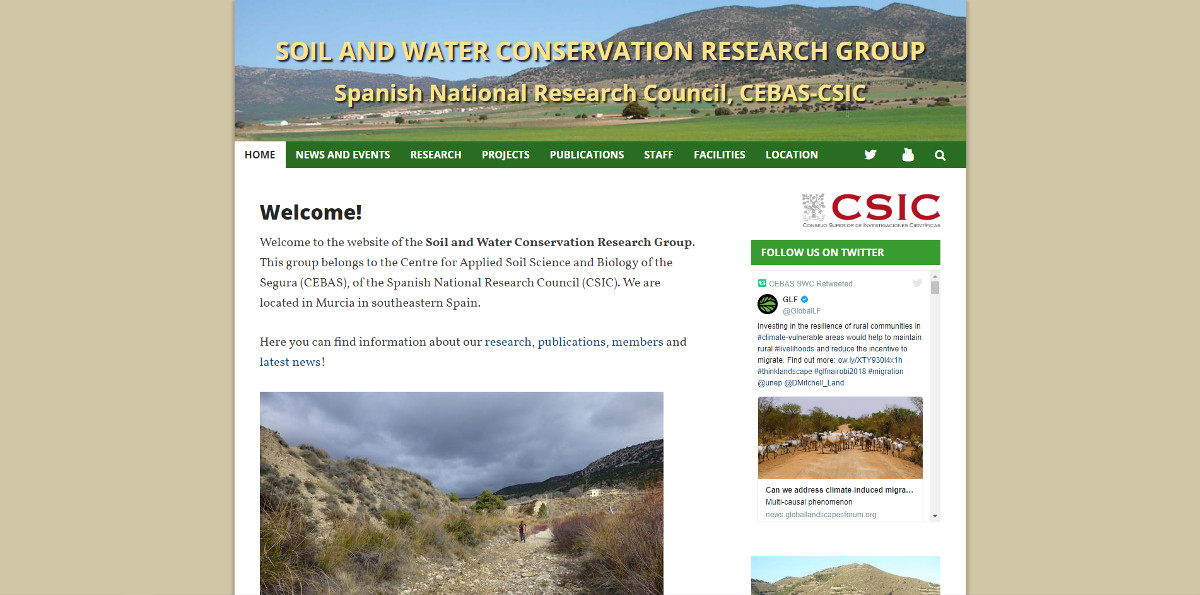 SOIL AND WATER CONSERVATION RESEARCH GROUP
Spanish National Research Council, CEBAS-CSIC
HOME NEWS AND EVENTS RESEARCH PROJECTS PUBLICATIONS STAFF FACILITIES LOCATION
Welcome!
Welcome to the website of the Soil and Water Conservation Research Group.
This group belongs to the Centre for Applied Soil Science and Biology of the
Segura (CEBAS), of the Spanish National Research Council (CSIC). We are
located in Murcia in southeastern Spain.
Here you can find information about our research, publications, members and
latest news!
CSIC
CONSEJO SUPERIOR DE INVESTIGACIONES CIENTÍFICAS
FOLLOW US ON TWITTER
CEBAS SWC Retweeted
GLF
@GlobalLF
Investing in the resilience of rural communities in
#climate-vulnerable areas would help to maintain
rural #livelihoods and reduce the incentive to
migrate. Find out more: ow.ly/XTY930l4x1h
#thinklandscape #glfnairobi2018 #migration
@unep @DMitchell_Land
Can we address climate-induced migra…
Multi-causal phenomenon
news.globallandscapesforum.org